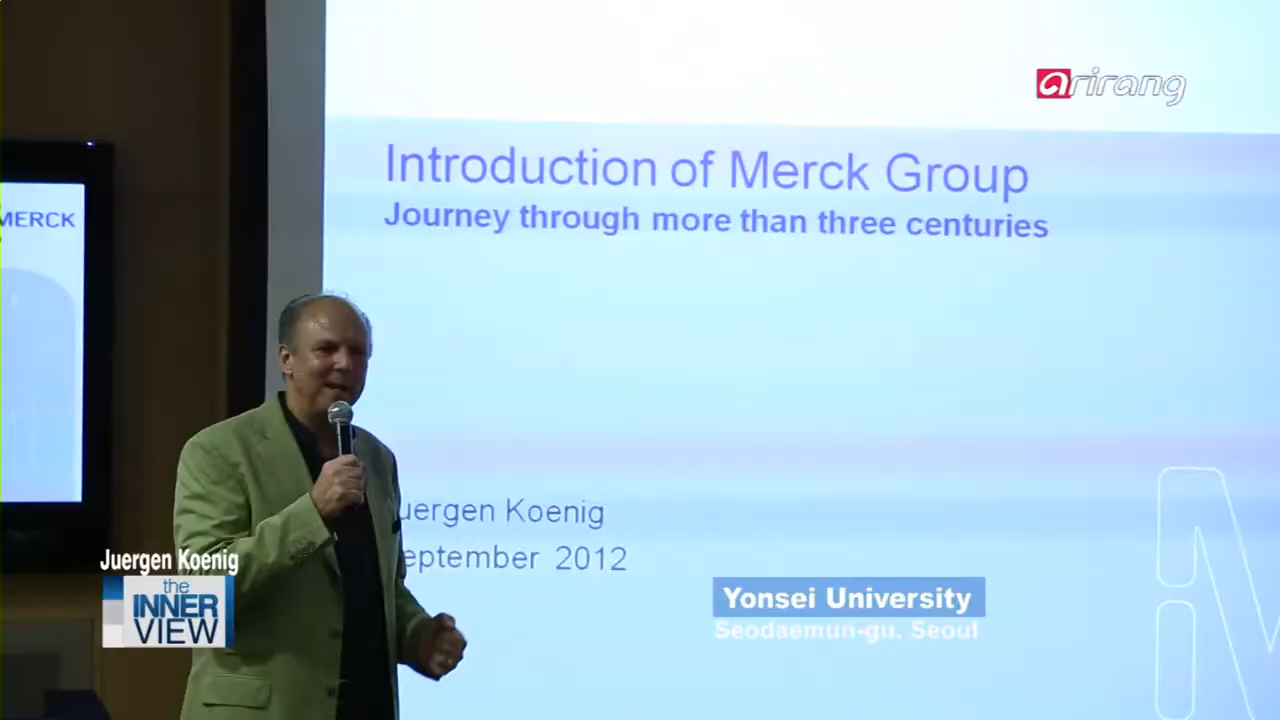 arirang
Introduction of Merck Group
Journey through more than three centuries
MERCK
uergen Koenig
eptember 2012
Juergen Koenig
the
INNER
VIEW
Yonsei University
Seodaemun-gu, Seoul